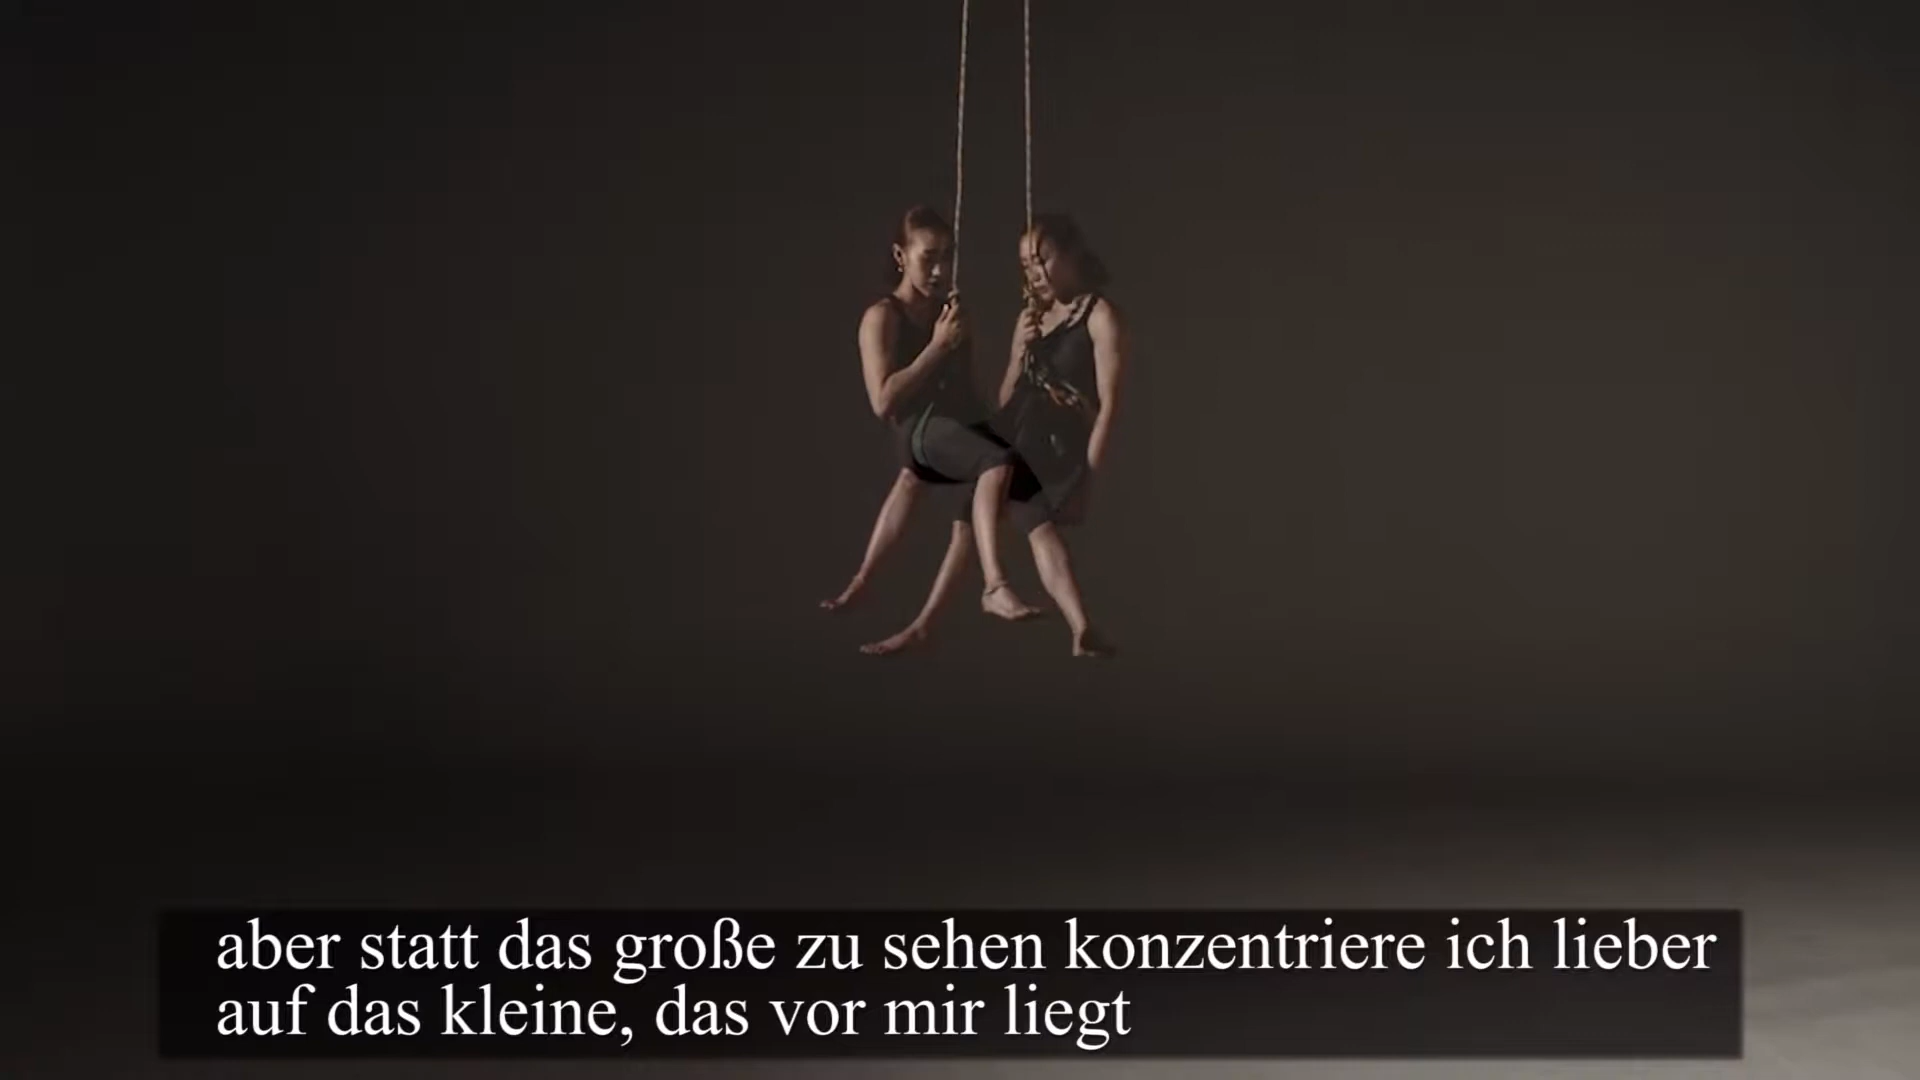 aber statt das große zu sehen konzentriere ich lieber
auf das kleine, das vor mir liegt